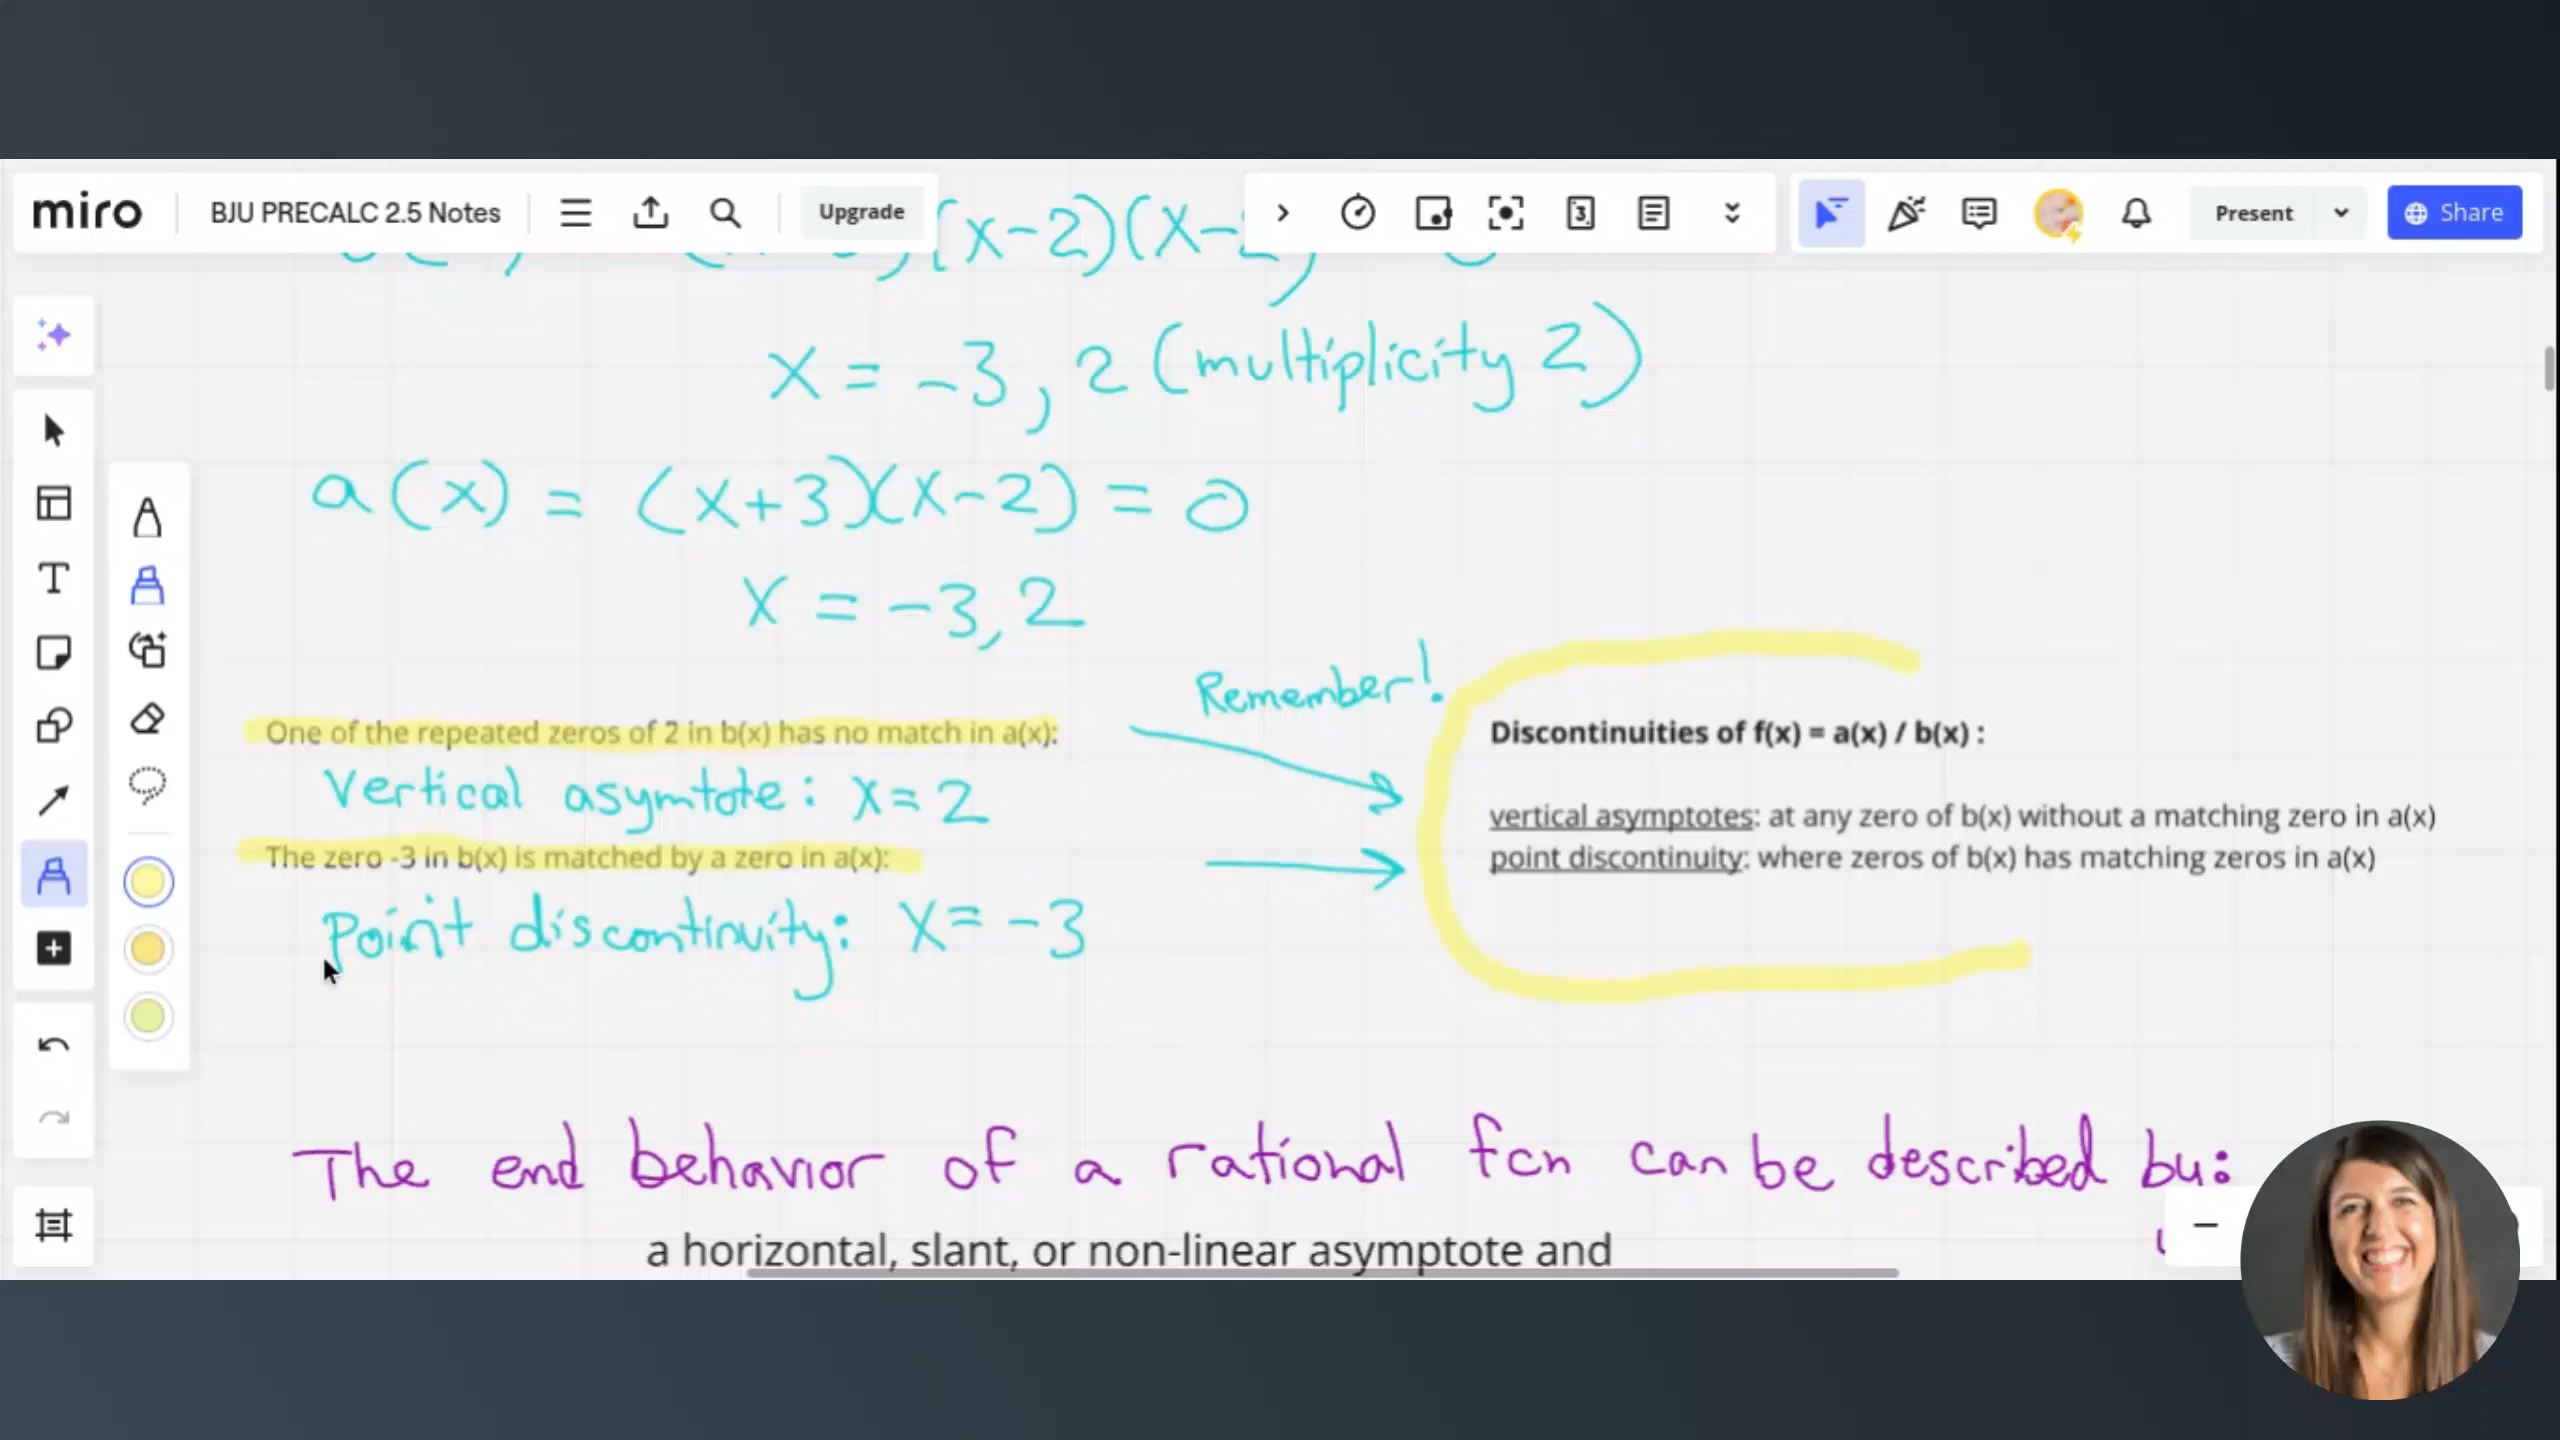 miro BJU PRECALC 2.5 Notes Upgrade Present Share
(x-2)(x-
x = -3, 2 (multiplicity 2)
a(x) = (x+3)(x-2) = 0
x = -3, 2
Remember!
One of the repeated zeros of 2 in b(x) has no match in a(x):
Vertical asymtote: x = 2
The zero -3 in b(x) is matched by a zero in a(x):
Point discontinuity: x = -3
Discontinuities of f(x) = a(x) / b(x) :
vertical asymptotes: at any zero of b(x) without a matching zero in a(x)
point discontinuity: where zeros of b(x) has matching zeros in a(x)
The end behavior of a rational fcn can be described by:
a horizontal, slant, or non-linear asymptote and